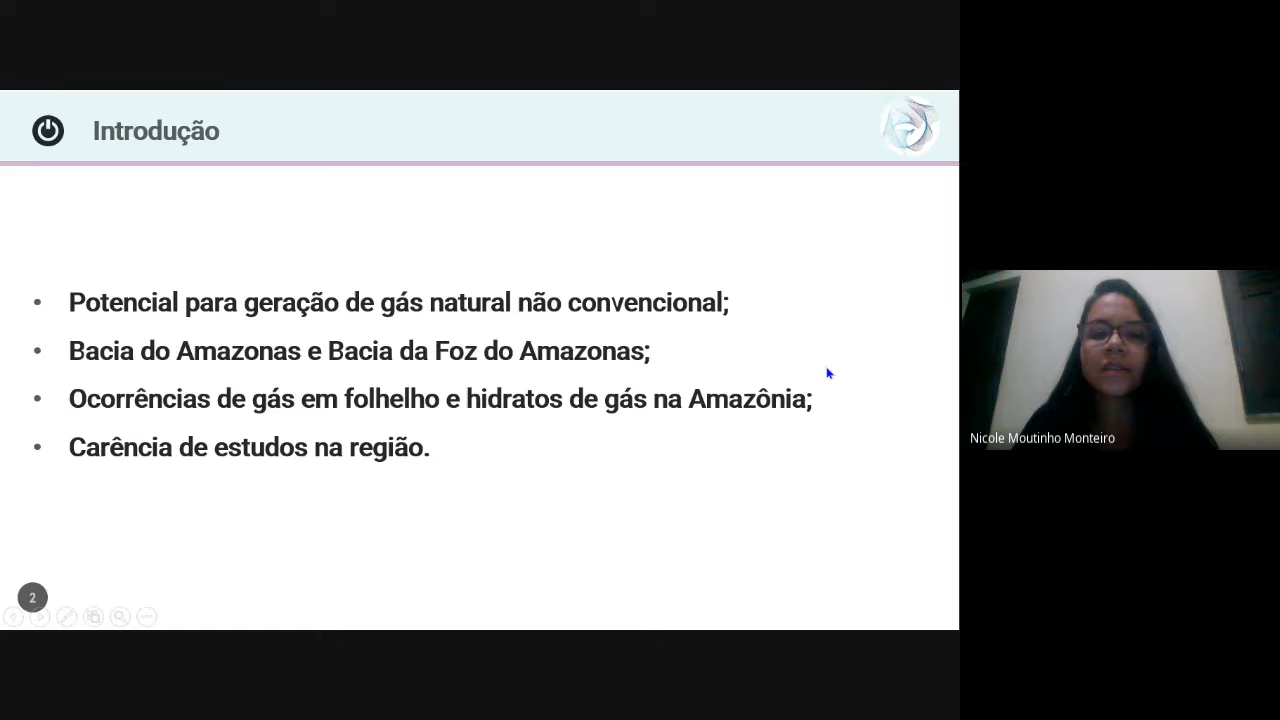 Introdução
• Potencial para geração de gás natural não convencional;
• Bacia do Amazonas e Bacia da Foz do Amazonas;
• Ocorrências de gás em folhelho e hidratos de gás na Amazônia;
• Carência de estudos na região.
Nicole Moutinho Monteiro
2